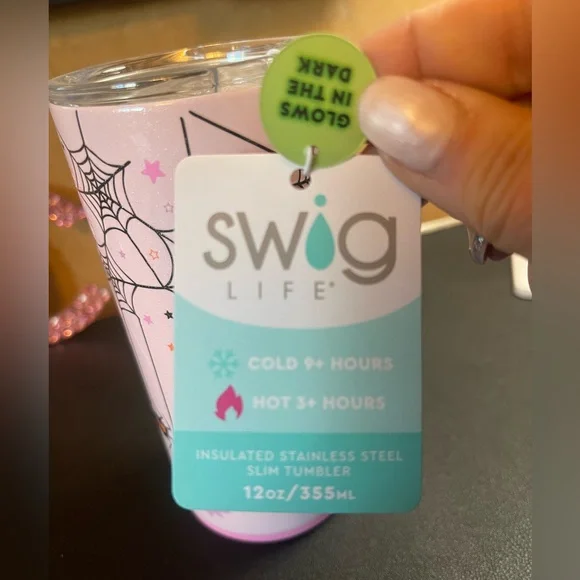 GLOWS
IN THE
DARK
swig
LIFE®
COLD 9+ HOURS
HOT 3+ HOURS
INSULATED STAINLESS STEEL
SLIM TUMBLER
12OZ/355ML